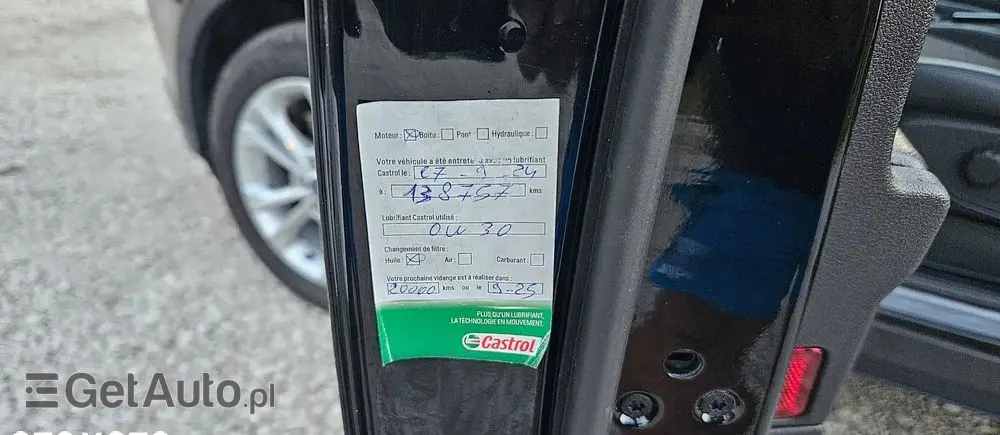 Moteur : X Boite : Pont : Hydraulique :
Votre véhicule a été entretenu avec un lubrifiant
Castrol le : 27 - 9 - 24
à : 138757 kms
Lubrifiant Castrol utilisé :
0W30
Changement de filtre :
Huile : X Air : Carburant :
Votre prochaine vidange est à réaliser dans :
20000 kms ou le : 9-25
PLUS QU'UN LUBRIFIANT,
LA TECHNOLOGIE EN MOUVEMENT.
Castrol
GetAuto.pl